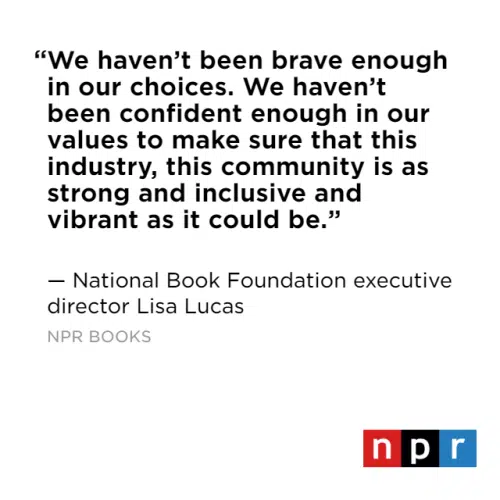 “We haven’t been brave enough
in our choices. We haven’t
been confident enough in our
values to make sure that this
industry, this community is as
strong and inclusive and
vibrant as it could be.”
— National Book Foundation executive
director Lisa Lucas
NPR BOOKS
npr